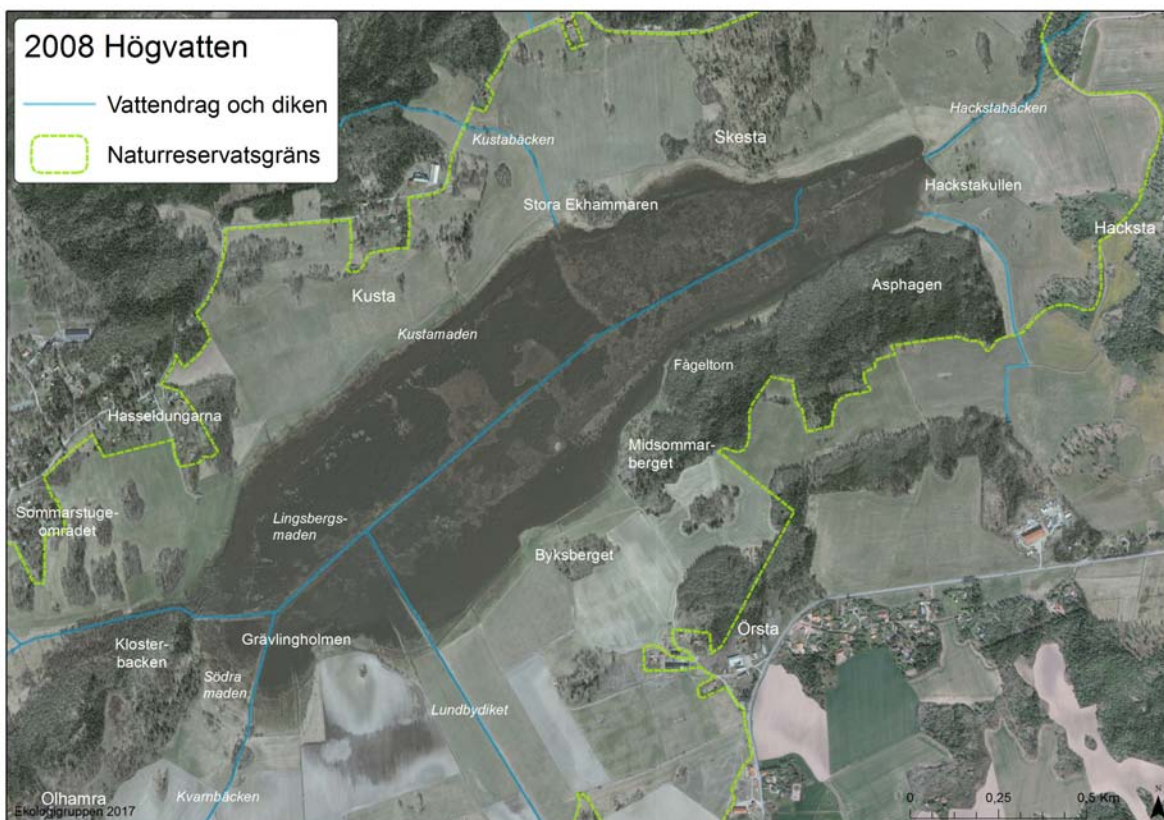 2008 Högvatten
Vattendrag och diken
Naturreservatsgräns
Kustabäcken
Skesta
Hackstabäcken
Stora Ekhammaren
Hackstakullen
Hacksta
Asphagen
Kusta
Kustamaden
Fågeltorn
Hasseldungarna
Midsommar-
berget
Sommarstuge-
området
Lingsbergs-
maden
Byksberget
Örsta
Kloster-
backen
Grävlingholmen
Södra
maden
Lundbydiket
Kvarnbäcken
Olhamra
Ekologigruppen 2017
0 0,25 0,5 Km
N